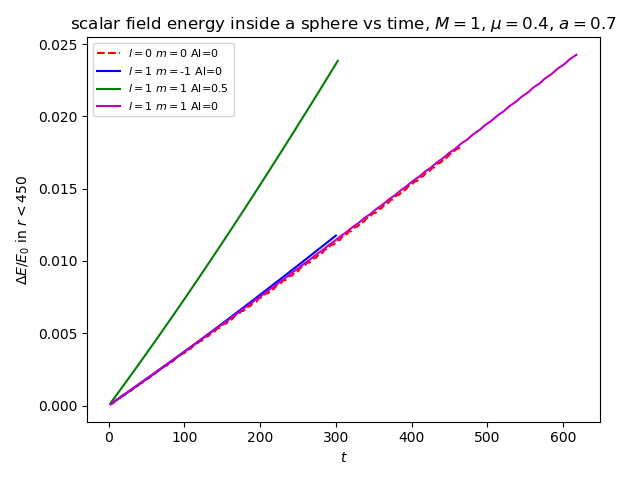 scalar field energy inside a sphere vs time, M = 1, μ = 0.4, a = 0.7
l = 0 m = 0 Al=0
l = 1 m = -1 Al=0
l = 1 m = 1 Al=0.5
l = 1 m = 1 Al=0
ΔE/E₀ in r < 450
0.025
0.020
0.015
0.010
0.005
0.000
0 100 200 300 400 500 600
t